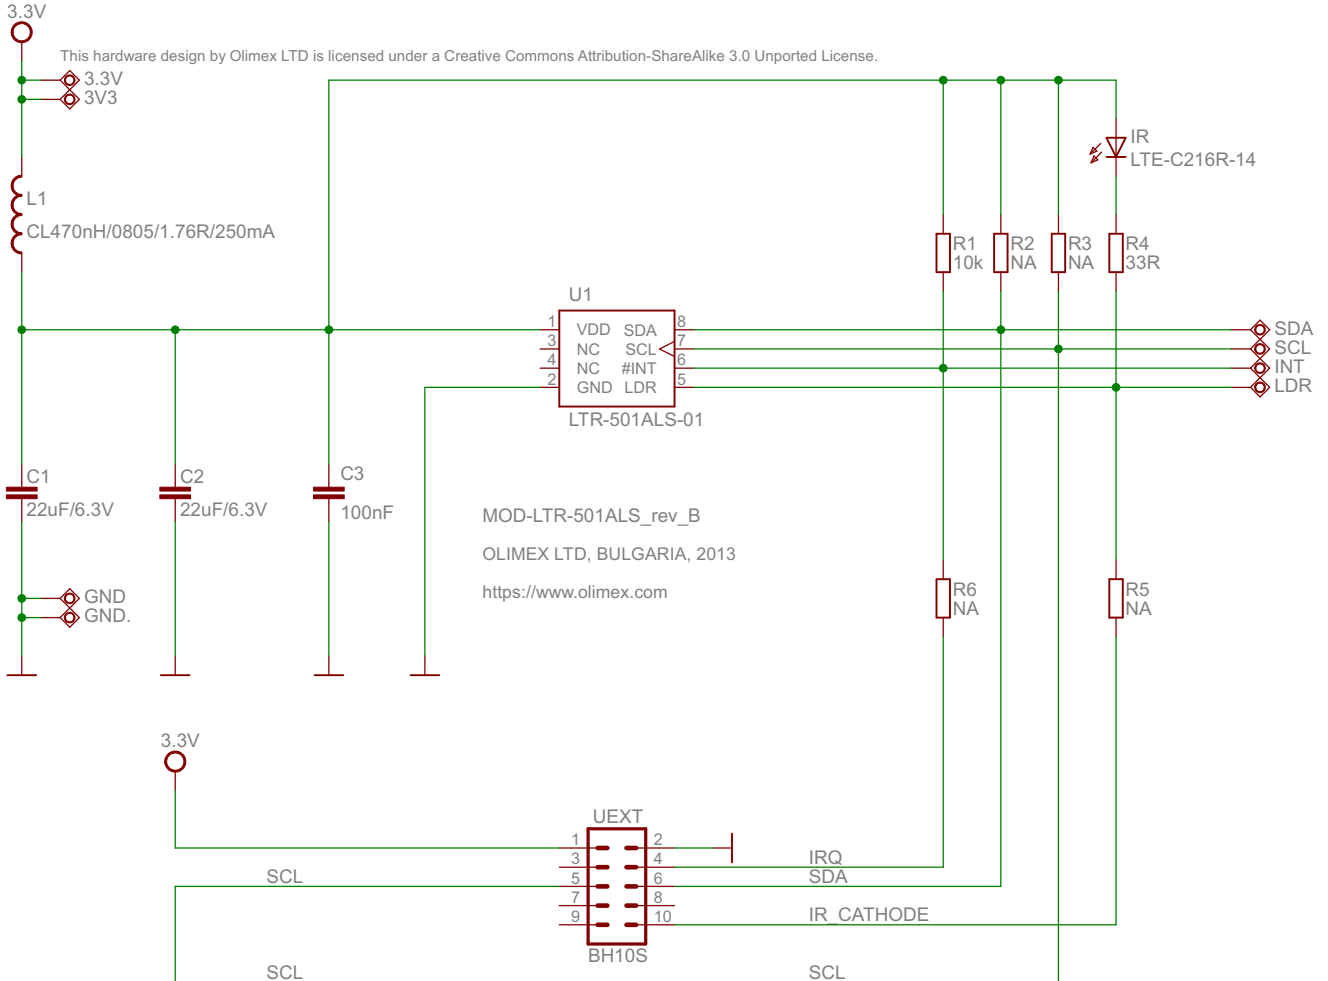 3.3V
This hardware design by Olimex LTD is licensed under a Creative Commons Attribution-ShareAlike 3.0 Unported License.
3.3V
3V3
IR
LTE-C216R-14
L1
CL470nH/0805/1.76R/250mA
R1
10k
R2
NA
R3
NA
R4
33R
U1
1 VDD SDA 8
3 NC SCL 7
4 NC #INT 6
2 GND LDR 5
LTR-501ALS-01
SDA
SCL
INT
LDR
C1
22uF/6.3V
C2
22uF/6.3V
C3
100nF
MOD-LTR-501ALS_rev_B
OLIMEX LTD, BULGARIA, 2013
https://www.olimex.com
GND
GND.
R6
NA
R5
NA
3.3V
UEXT
1 2
3 4 IRQ
SCL 5 6 SDA
7 8
9 10 IR_CATHODE
BH10S
SCL SCL